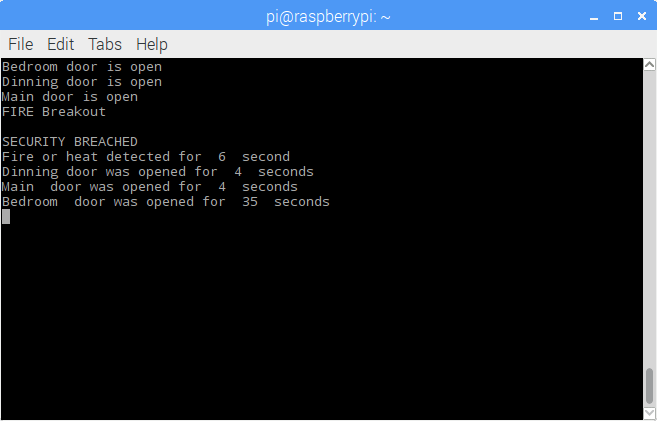 pi@raspberrypi: ~
File Edit Tabs Help
Bedroom door is open
Dinning door is open
Main door is open
FIRE Breakout
SECURITY BREACHED
Fire or heat detected for  6  second
Dinning door was opened for  4  seconds
Main  door was opened for  4  seconds
Bedroom  door was opened for  35  seconds